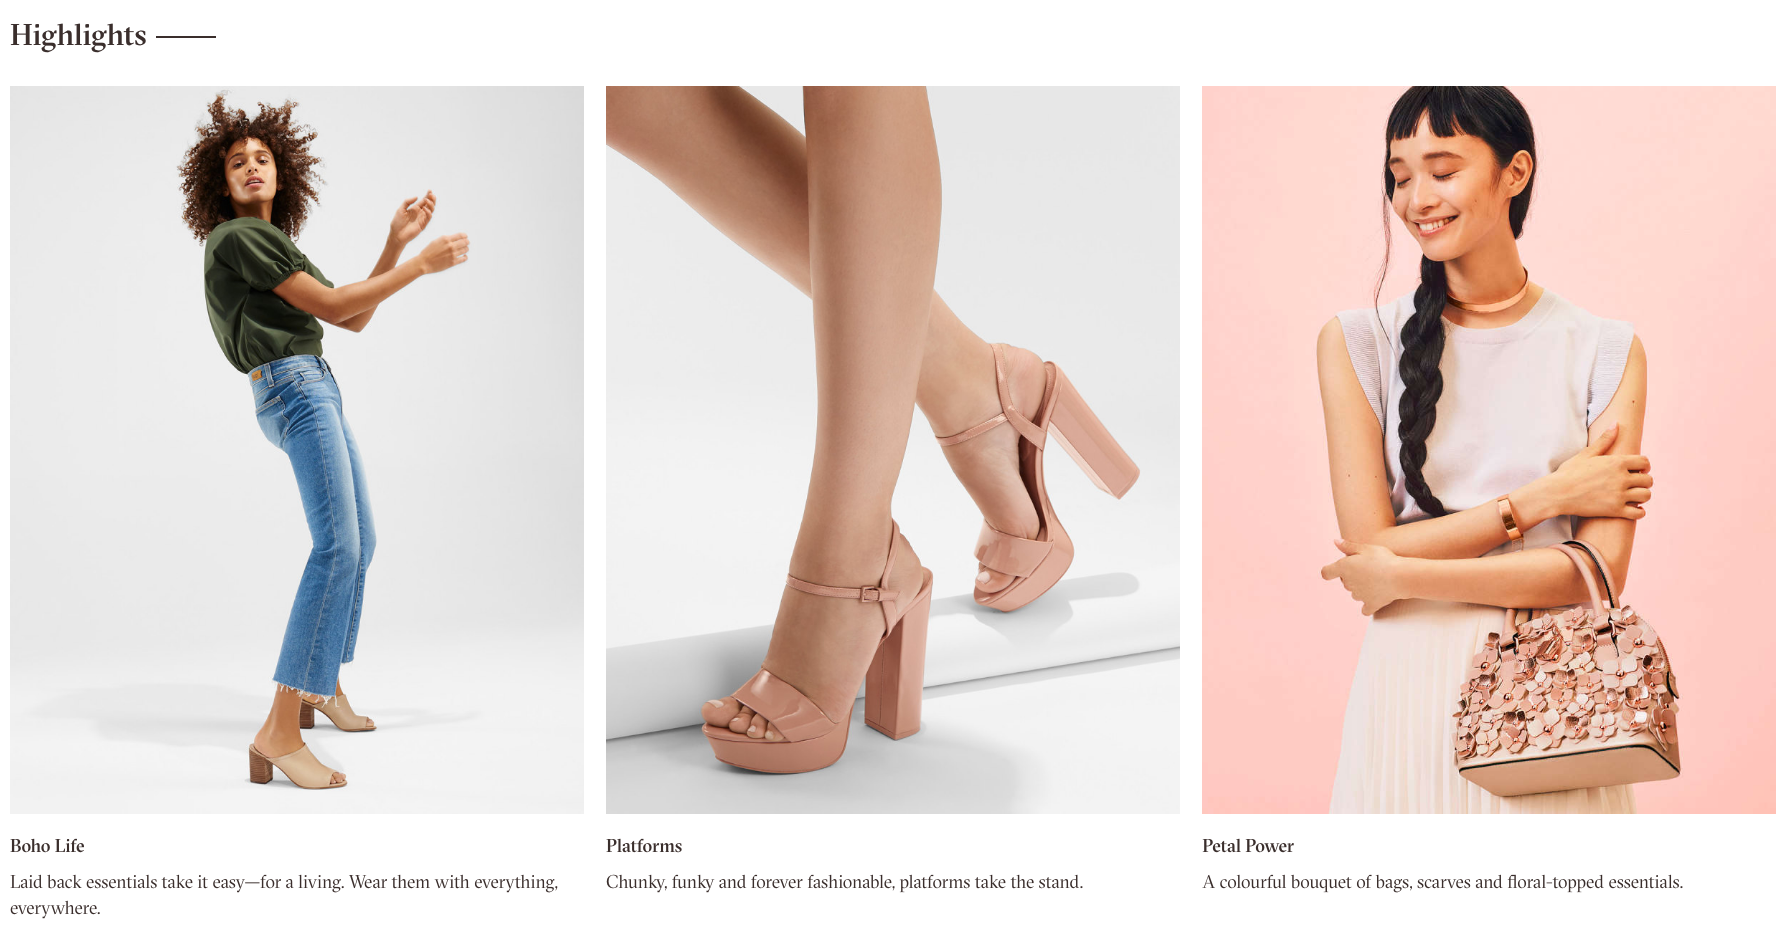 Highlights
Boho Life
Laid back essentials take it easy—for a living. Wear them with everything,
everywhere.
Platforms
Chunky, funky and forever fashionable, platforms take the stand.
Petal Power
A colourful bouquet of bags, scarves and floral-topped essentials.